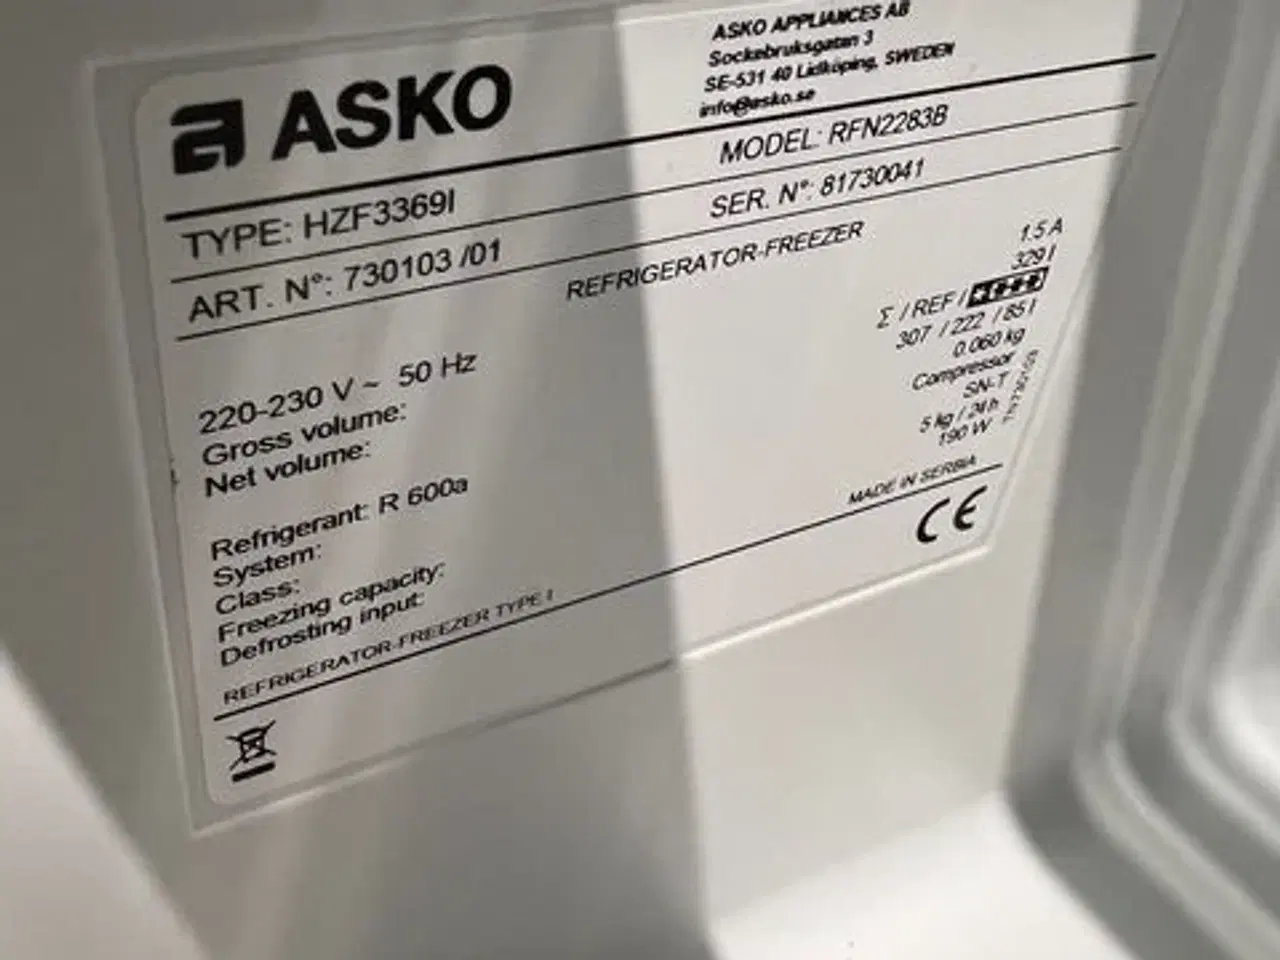 ASKO
ASKO APPLIANCES AB
Sockebruksgatan 3
SE-531 40 Lidköping, SWEDEN
info@asko.se
TYPE: HZF3369I MODEL: RFN2283B
ART. N°: 730103 /01 SER. N°: 81730041
REFRIGERATOR-FREEZER
220-230 V ~ 50 Hz 1.5 A
Gross volume: 329 l
Σ / REF /
Net volume: 307 / 222 / 85 l
Refrigerant: R 600a 0.060 kg
System: Compressor
Class: SN-T
Freezing capacity: 5 kg / 24 h
Defrosting input: 190 W
REFRIGERATOR-FREEZER TYPE I MADE IN SERBIA
CE